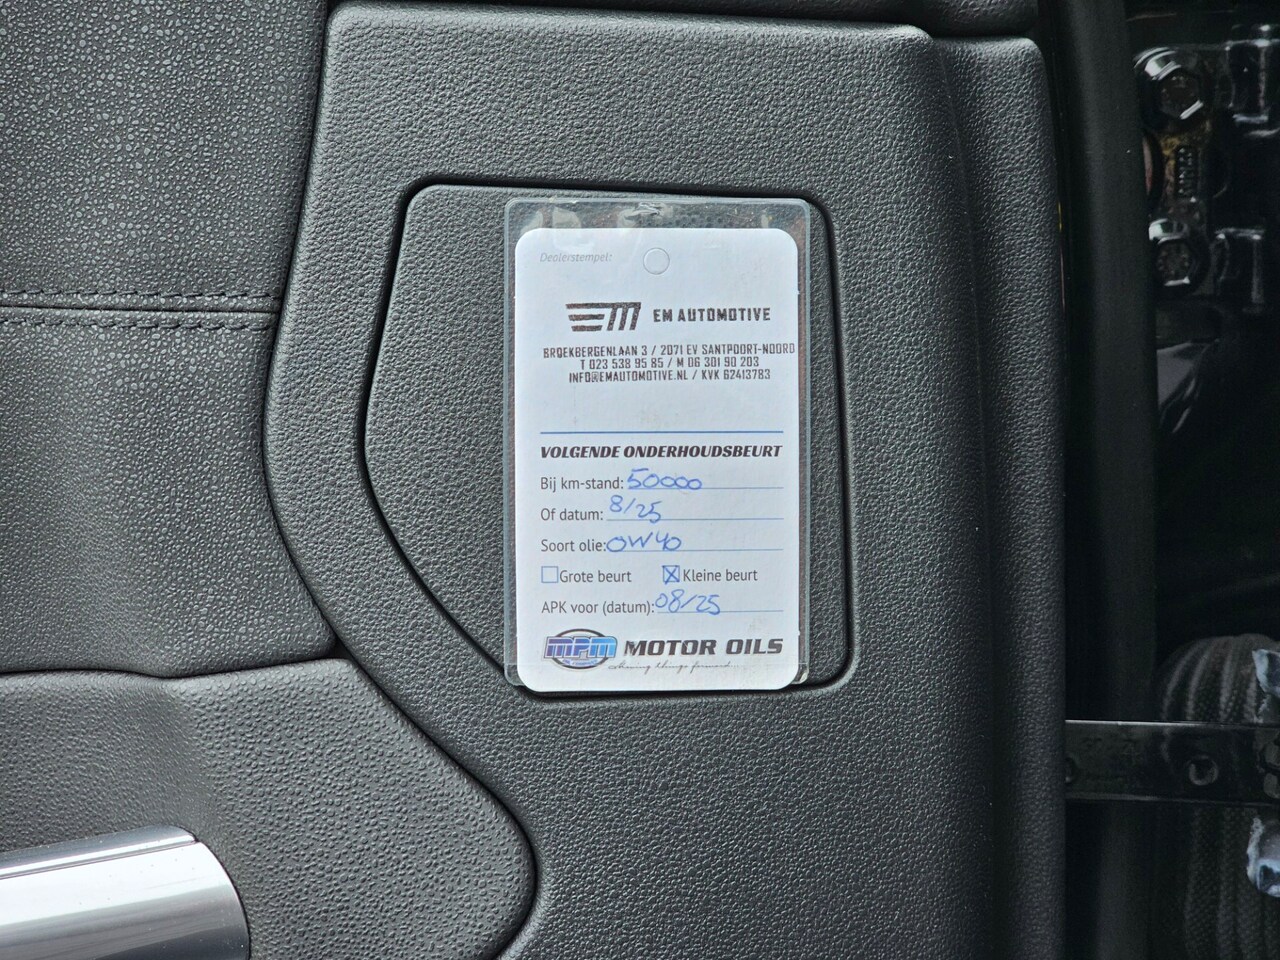 Dealerstempel:
EM AUTOMOTIVE
BROEKBERGENLAAN 3 / 2071 EV SANTPOORT-NOORD
T 023 538 95 85 / M 06 301 90 203
INFO@EMAUTOMOTIVE.NL / KVK 62413783
VOLGENDE ONDERHOUDSBEURT
Bij km-stand: 50000
Of datum: 8/25
Soort olie: 0W40
Grote beurt Kleine beurt
APK voor (datum): 08/25
MPM MOTOR OILS